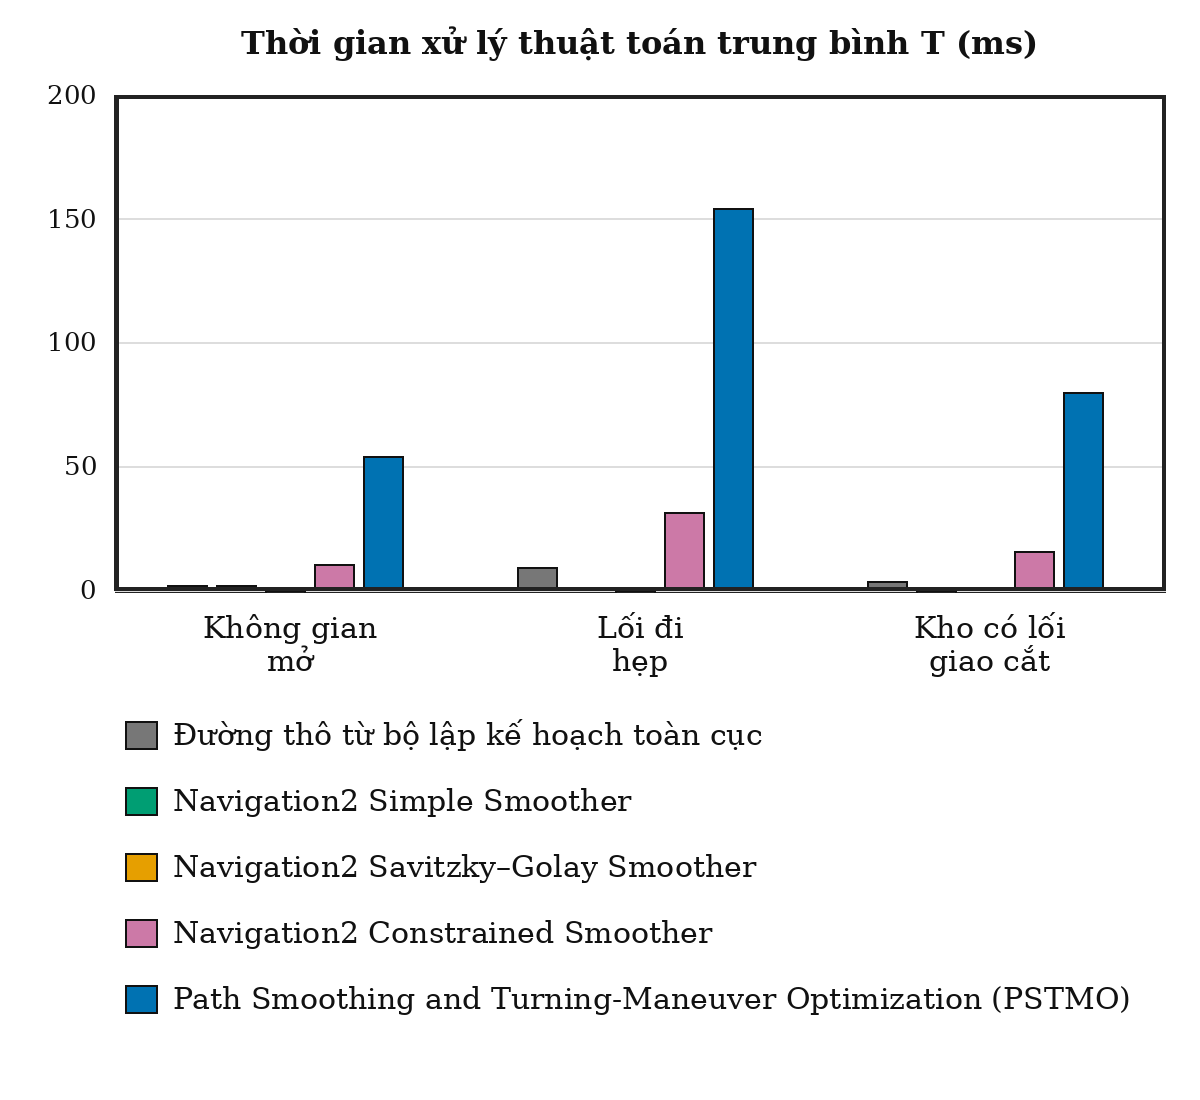 Thời gian xử lý thuật toán trung bình T (ms)
200
150
100
50
0
Không gian
mở
Lối đi
hẹp
Kho có lối
giao cắt
Đường thô từ bộ lập kế hoạch toàn cục
Navigation2 Simple Smoother
Navigation2 Savitzky–Golay Smoother
Navigation2 Constrained Smoother
Path Smoothing and Turning-Maneuver Optimization (PSTMO)